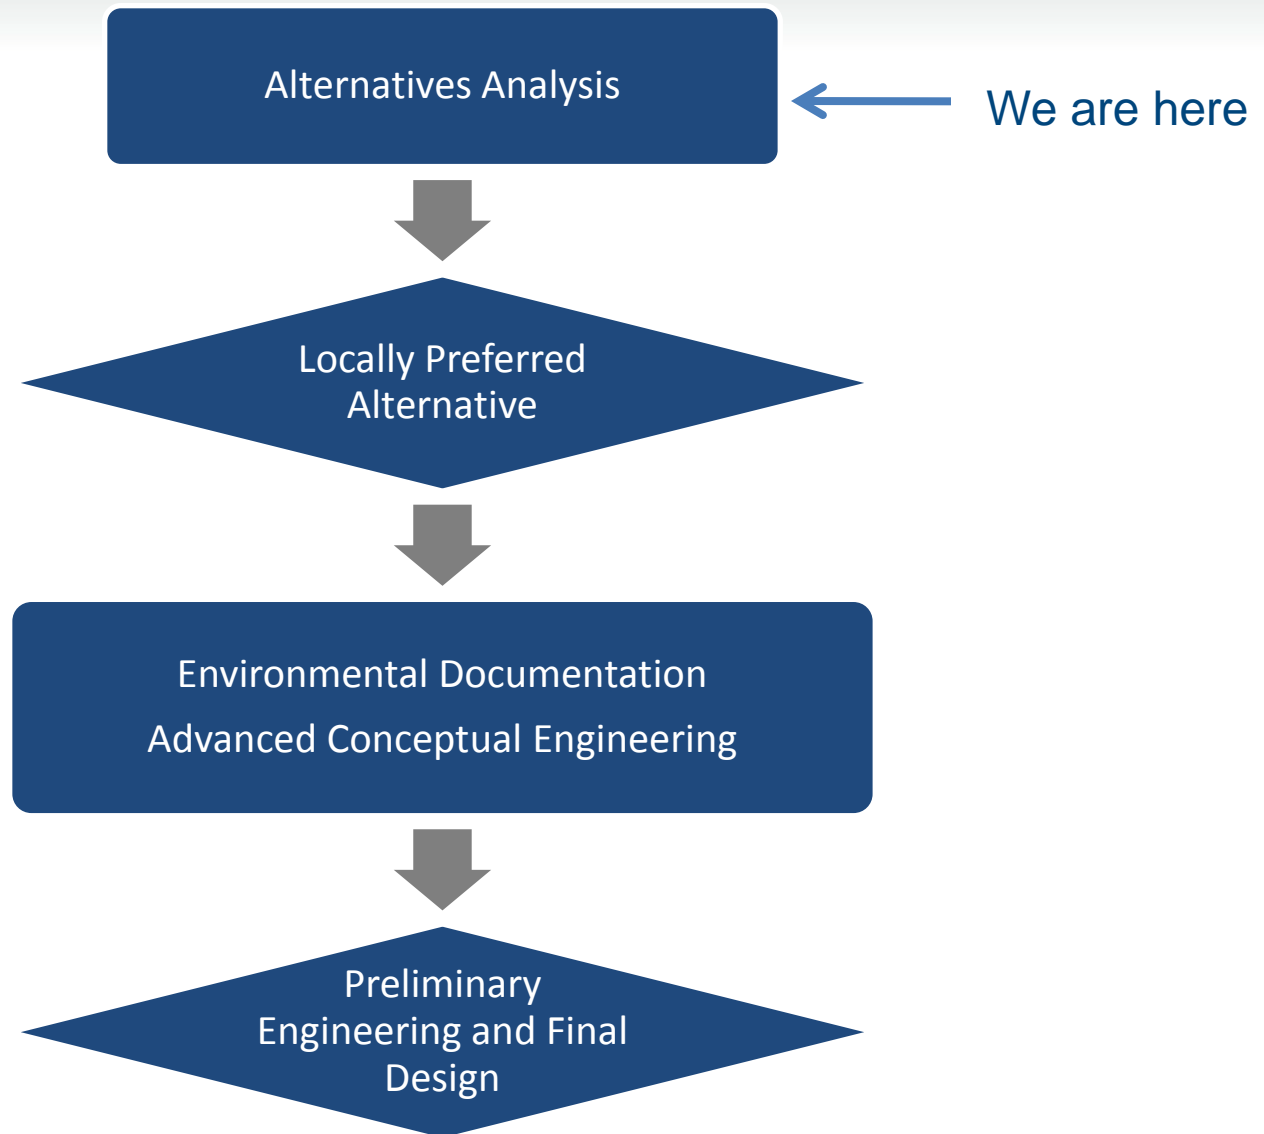 Alternatives Analysis
We are here
Locally Preferred
Alternative
Environmental Documentation
Advanced Conceptual Engineering
Preliminary
Engineering and Final
Design